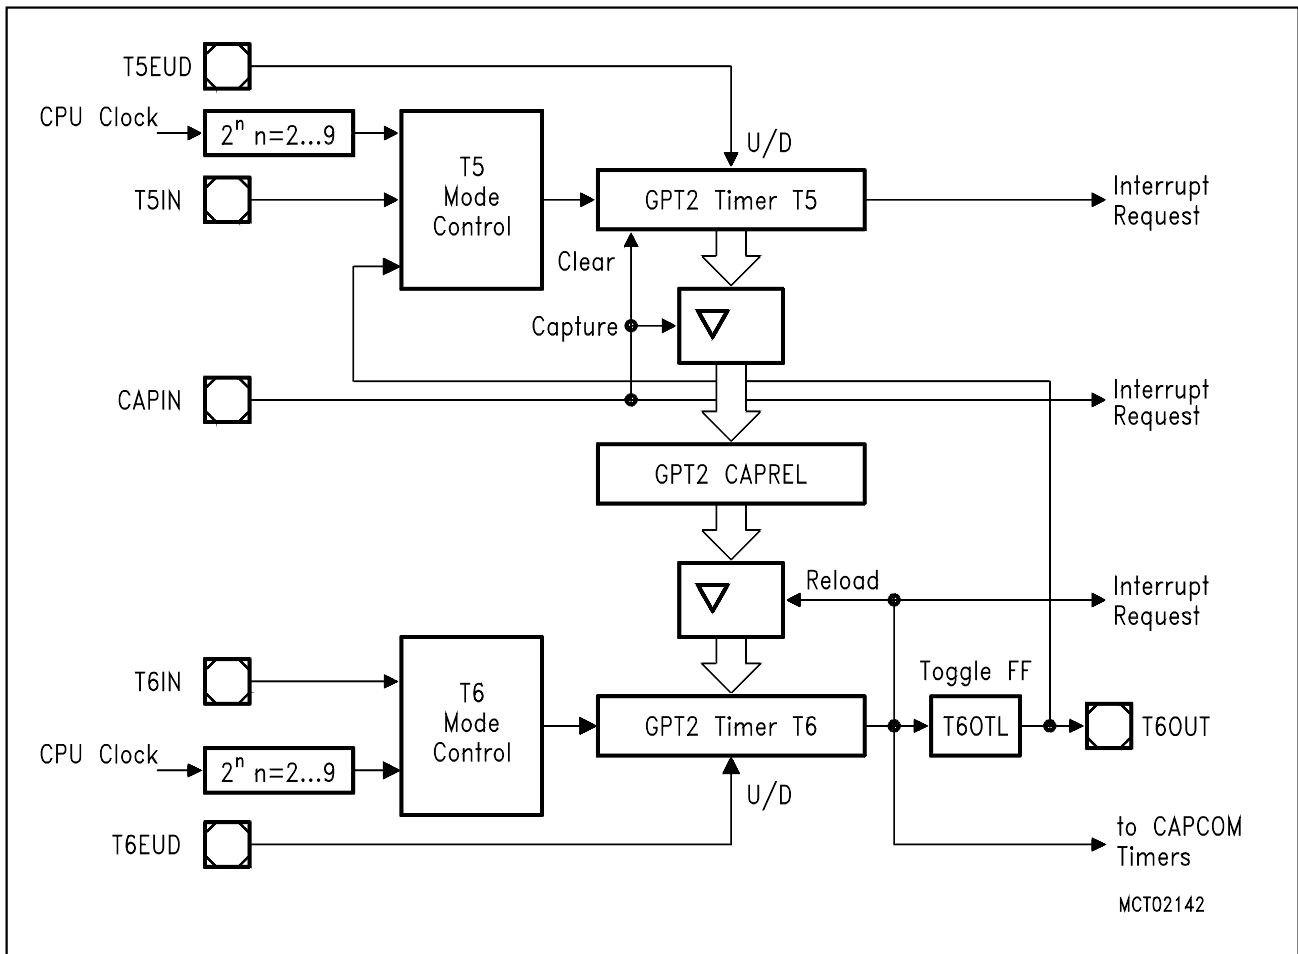 T5EUD
CPU Clock
2ⁿ n=2...9
U/D
T5IN
T5
Mode
Control
GPT2 Timer T5
Interrupt
Request
Clear
Capture
CAPIN
Interrupt
Request
GPT2 CAPREL
Reload
Interrupt
Request
T6IN
T6
Mode
Control
Toggle FF
GPT2 Timer T6
T6OTL
T6OUT
CPU Clock
2ⁿ n=2...9
U/D
T6EUD
to CAPCOM
Timers
MCT02142